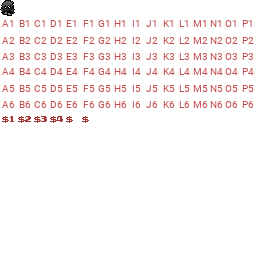 A1 B1 C1 D1 E1 F1 G1 H1 I1 J1 K1 L1 M1 N1 O1 P1
A2 B2 C2 D2 E2 F2 G2 H2 I2 J2 K2 L2 M2 N2 O2 P2
A3 B3 C3 D3 E3 F3 G3 H3 I3 J3 K3 L3 M3 N3 O3 P3
A4 B4 C4 D4 E4 F4 G4 H4 I4 J4 K4 L4 M4 N4 O4 P4
A5 B5 C5 D5 E5 F5 G5 H5 I5 J5 K5 L5 M5 N5 O5 P5
A6 B6 C6 D6 E6 F6 G6 H6 I6 J6 K6 L6 M6 N6 O6 P6
$1 $2 $3 $4 $ $